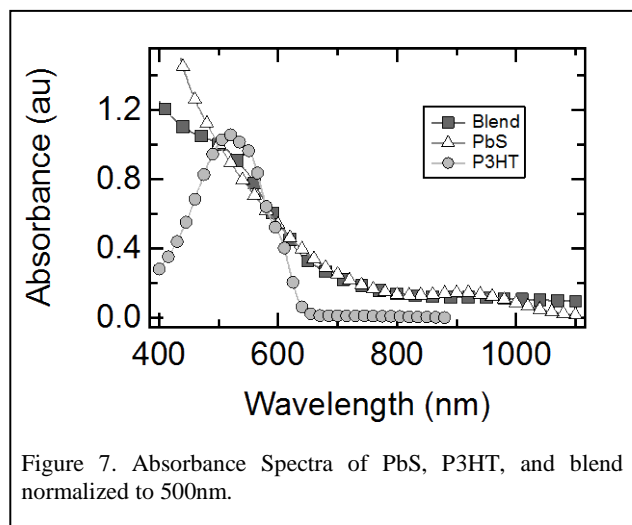 Absorbance (au)
1.2
0.8
0.4
0.0
Blend
PbS
P3HT
400 600 800 1000
Wavelength (nm)
Figure 7. Absorbance Spectra of PbS, P3HT, and blend
normalized to 500nm.